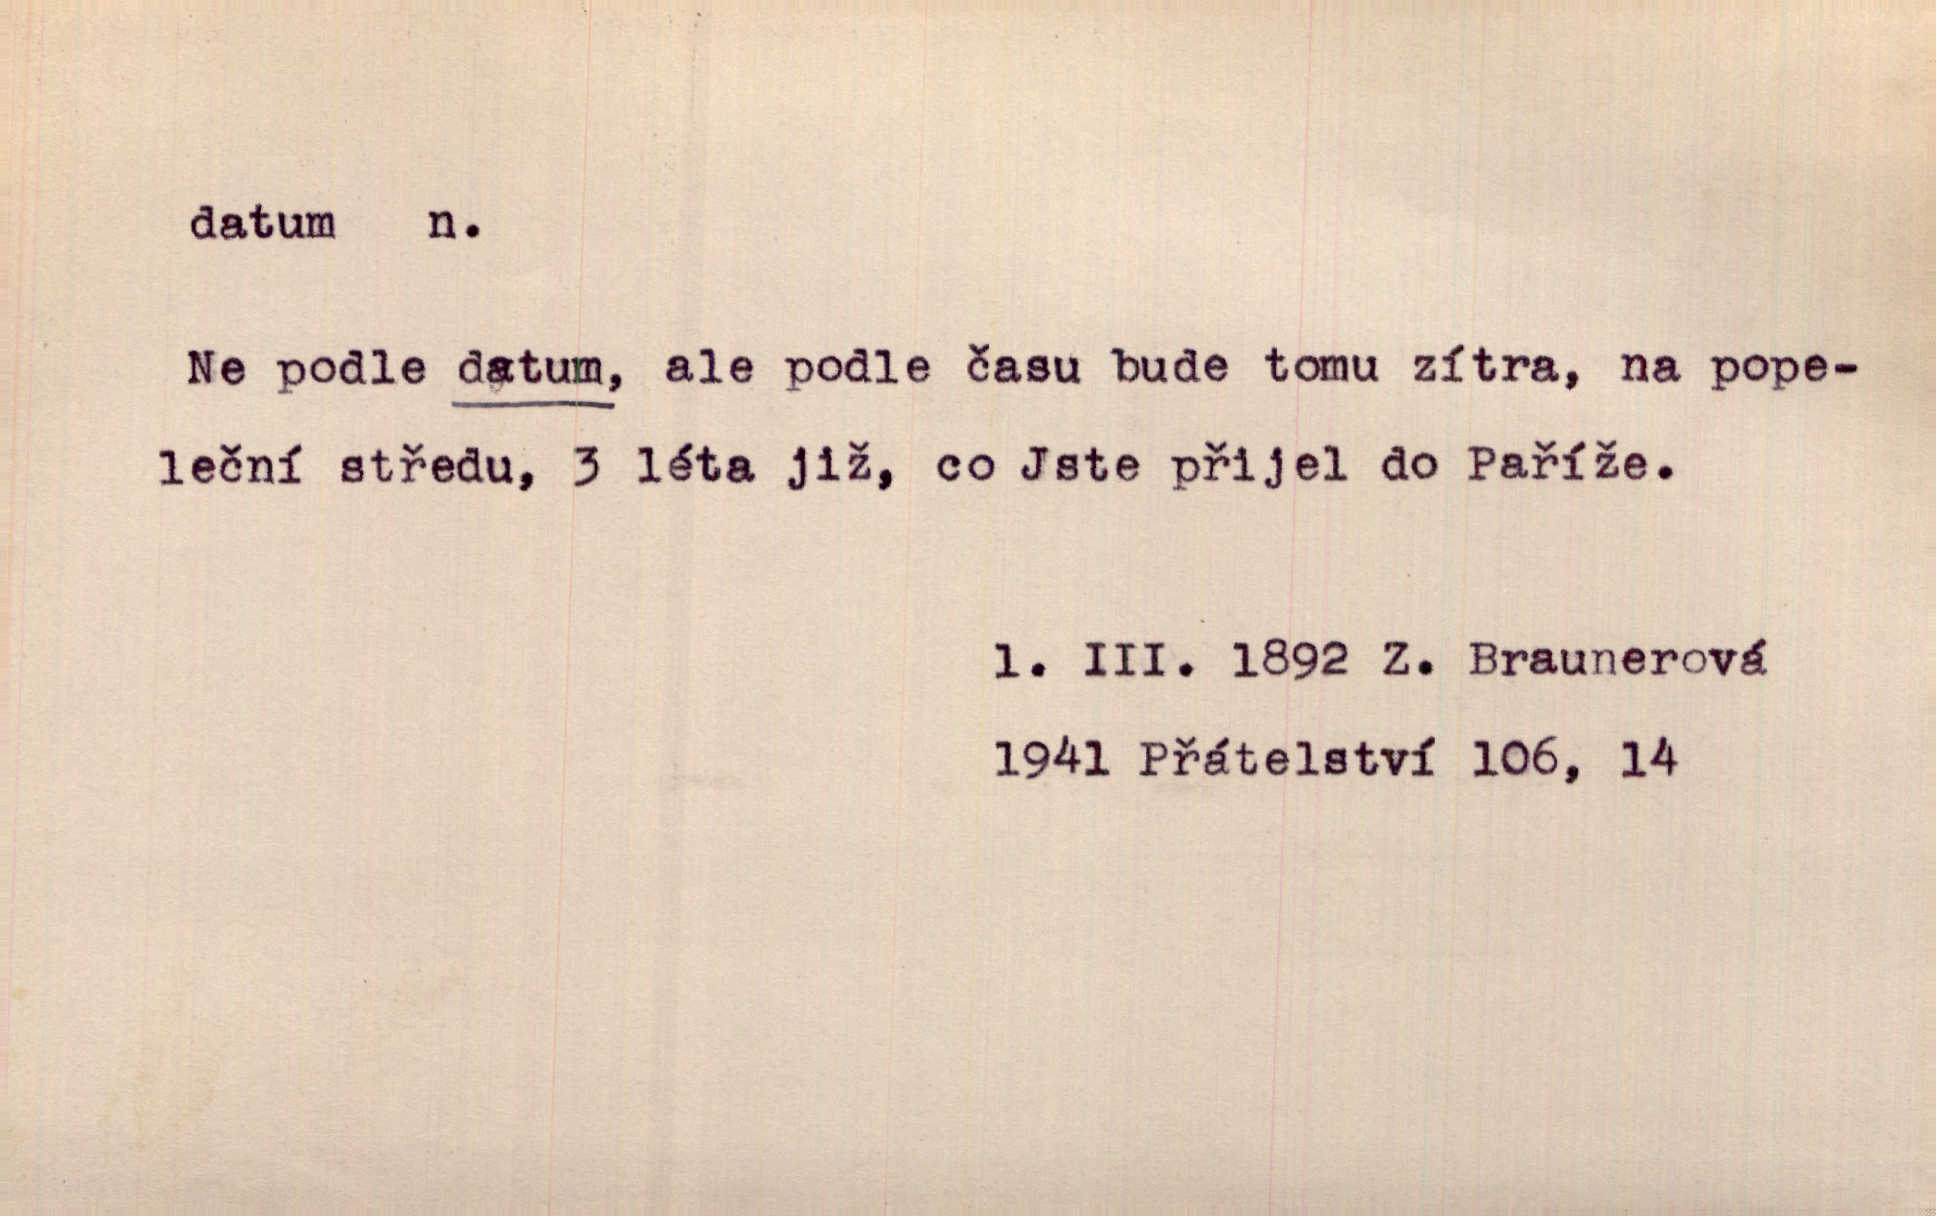 datum n.
Ne podle datum, ale podle času bude tomu zítra, na pope-
leční středu, 3 léta již, co Jste přijel do Paříže.
1. III. 1892 Z. Braunerová
1941 Přátelství 106, 14